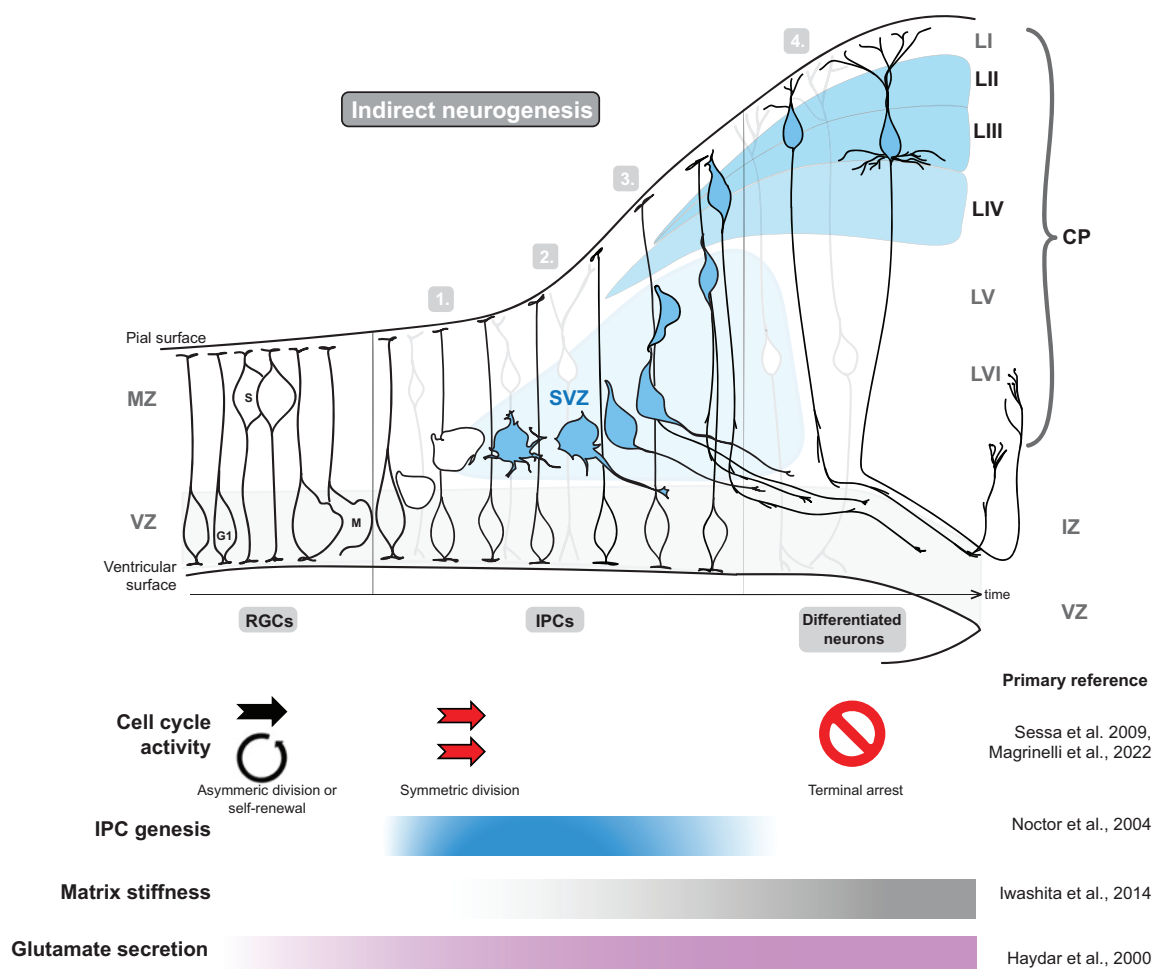 4.
LI
LII
Indirect neurogenesis
LIII
3.
LIV
CP
2.
1.
LV
Pial surface
LVI
MZ
S
SVZ
VZ
G1
M
IZ
Ventricular
surface
time
VZ
RGCs
IPCs
Differentiated
neurons
Primary reference
Cell cycle
activity
Sessa et al. 2009,
Magrinelli et al., 2022
Asymmeric division or
self-renewal
Symmetric division
Terminal arrest
IPC genesis
Noctor et al., 2004
Matrix stiffness
Iwashita et al., 2014
Glutamate secretion
Haydar et al., 2000